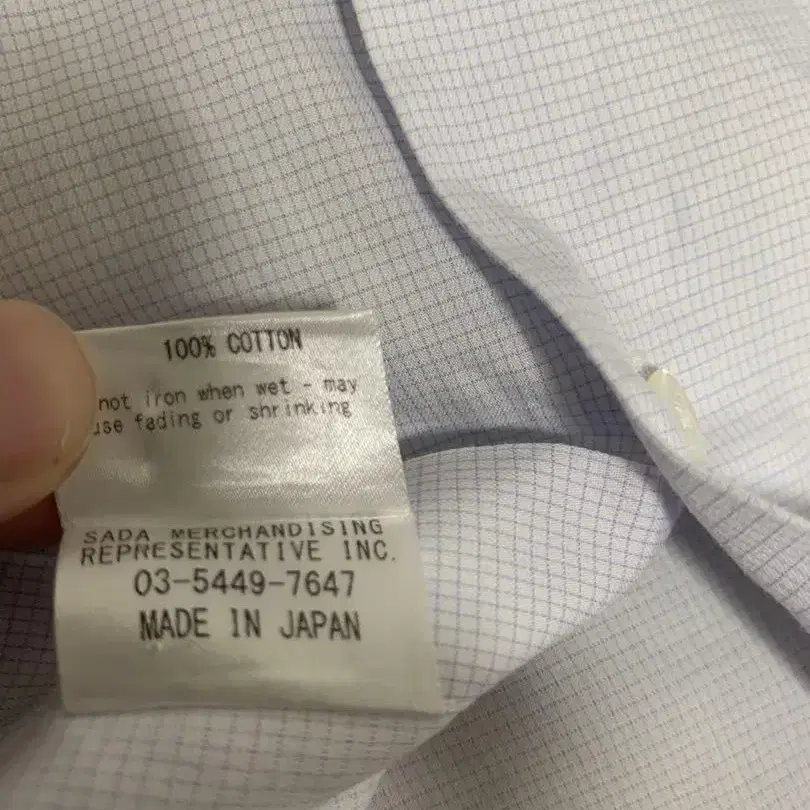 100% COTTON
not iron when wet - may
use fading or shrinking
SADA MERCHANDISING
REPRESENTATIVE INC.
03-5449-7647
MADE IN JAPAN